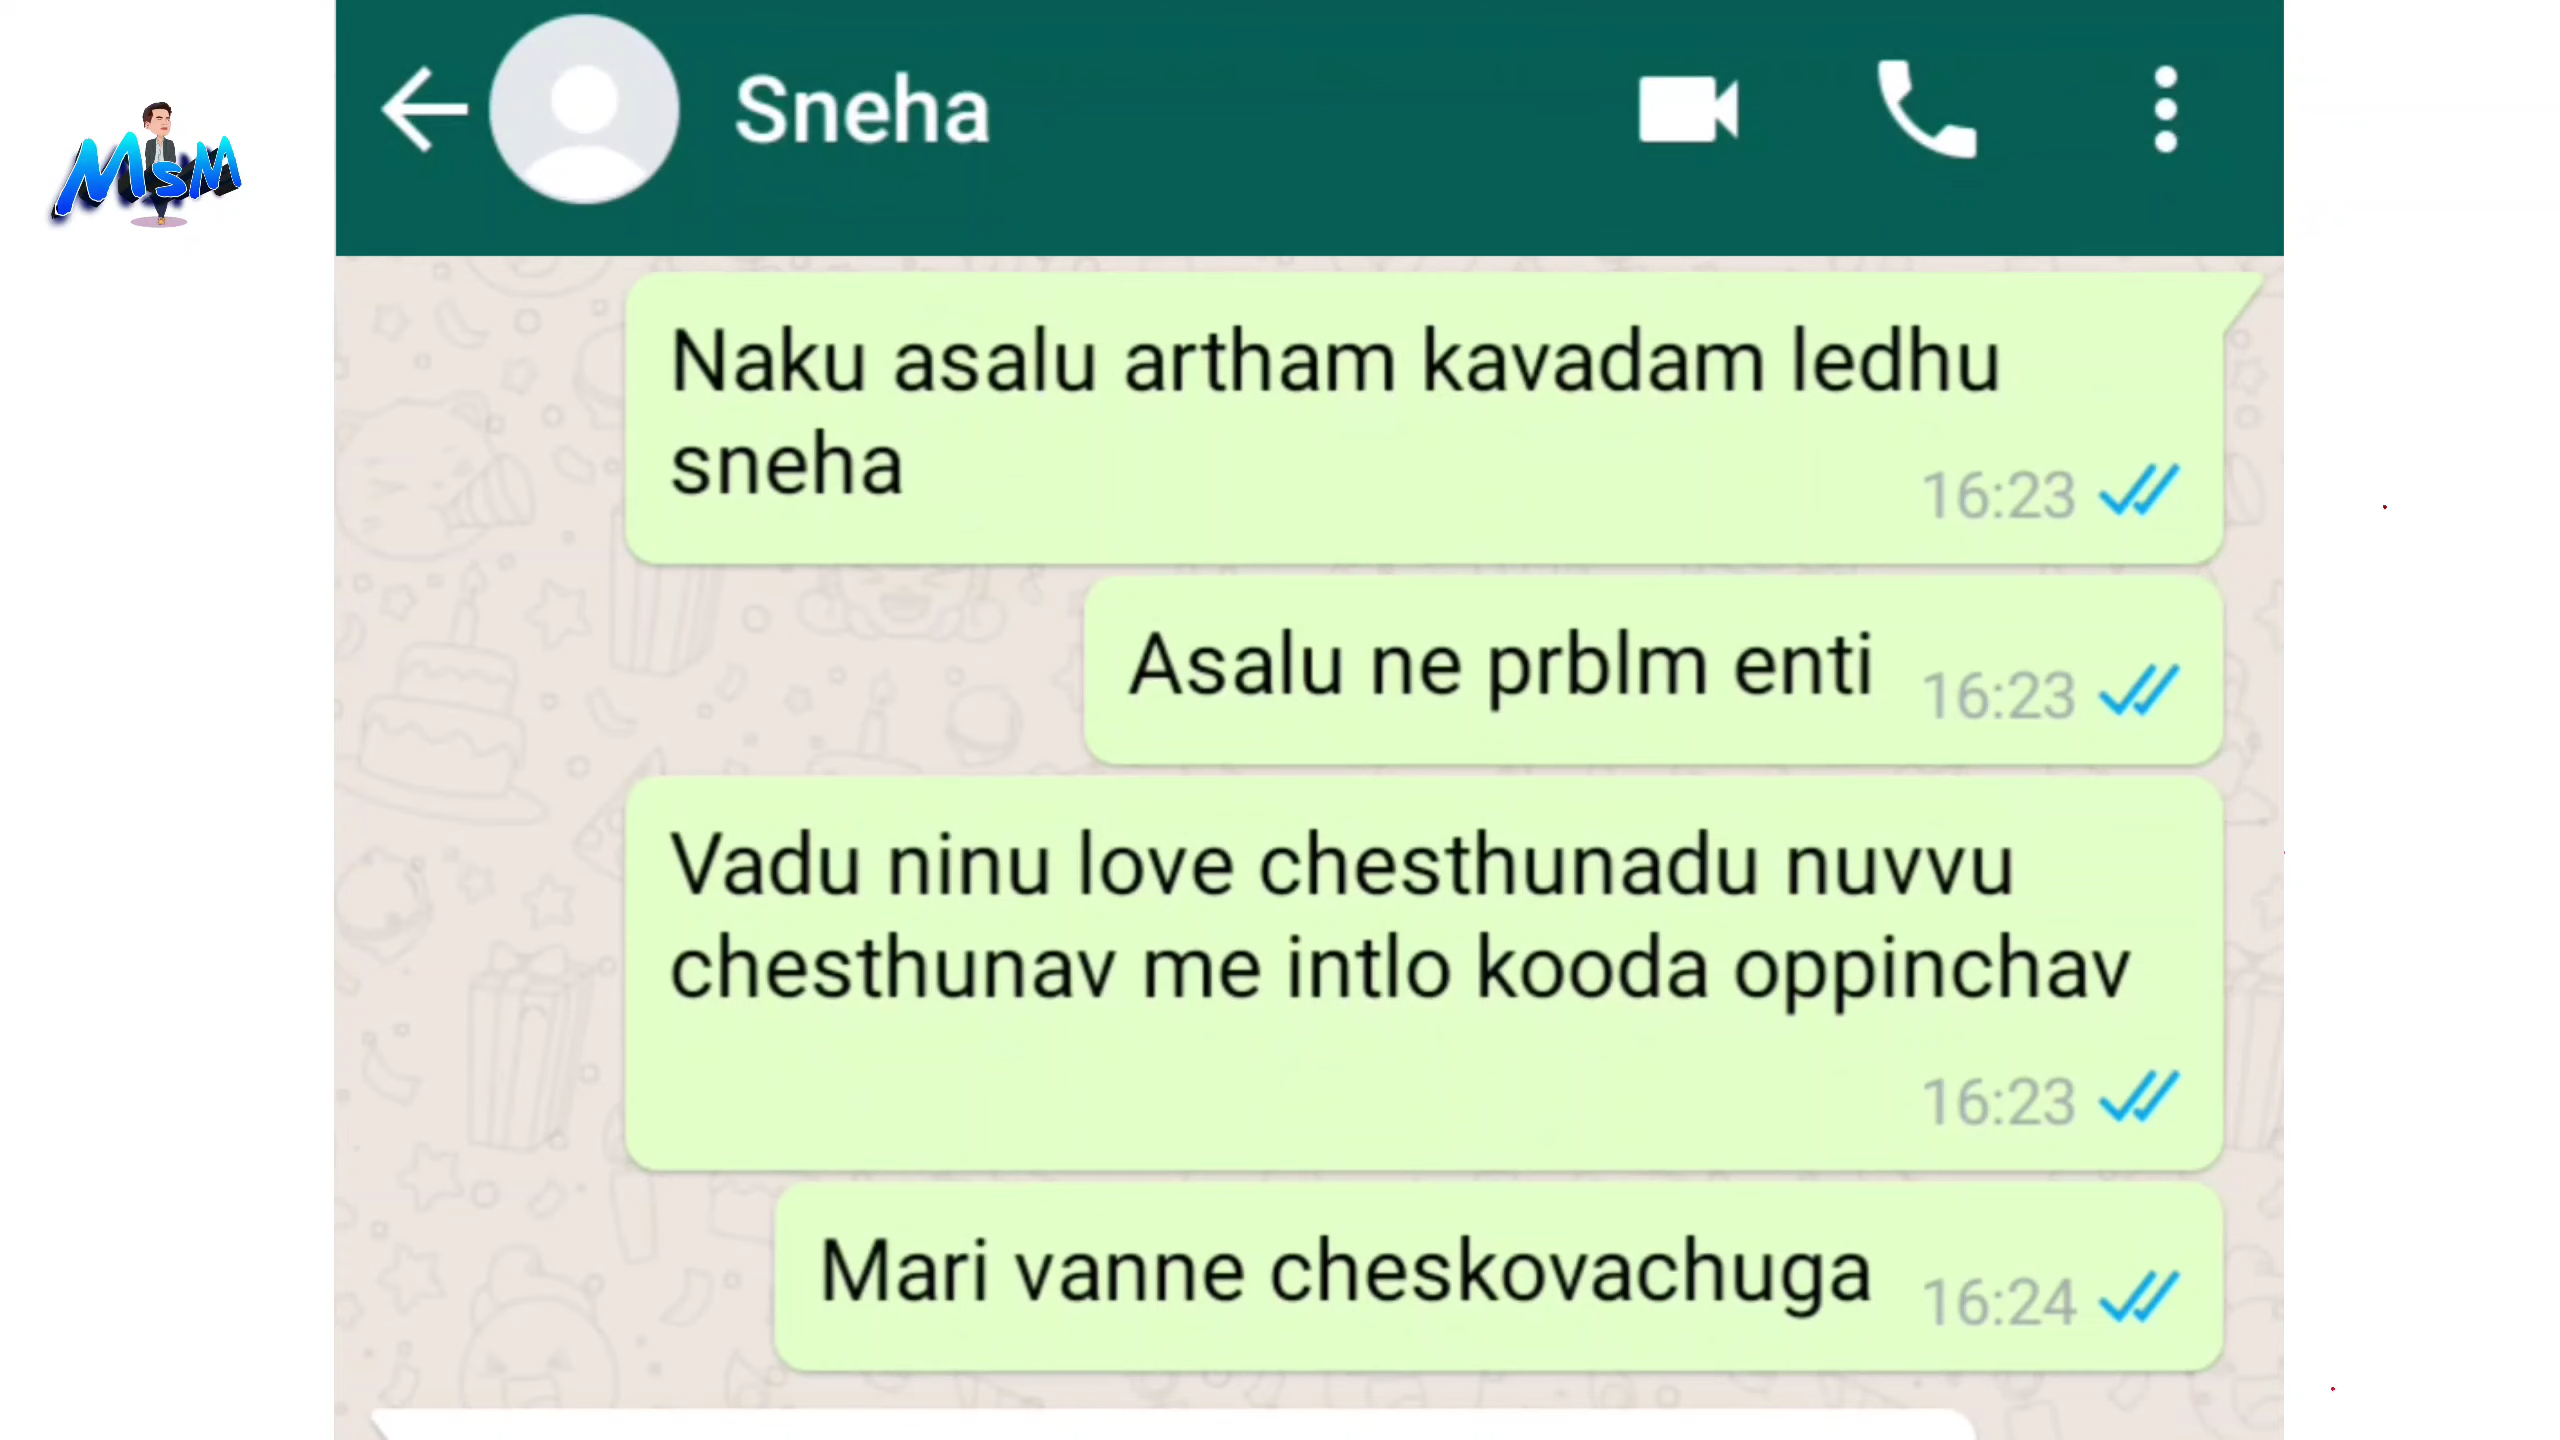 MsM
Sneha
Naku asalu artham kavadam ledhu
sneha
16:23
Asalu ne prblm enti 16:23
Vadu ninu love chesthunadu nuvvu
chesthunav me intlo kooda oppinchav
16:23
Mari vanne cheskovachuga 16:24